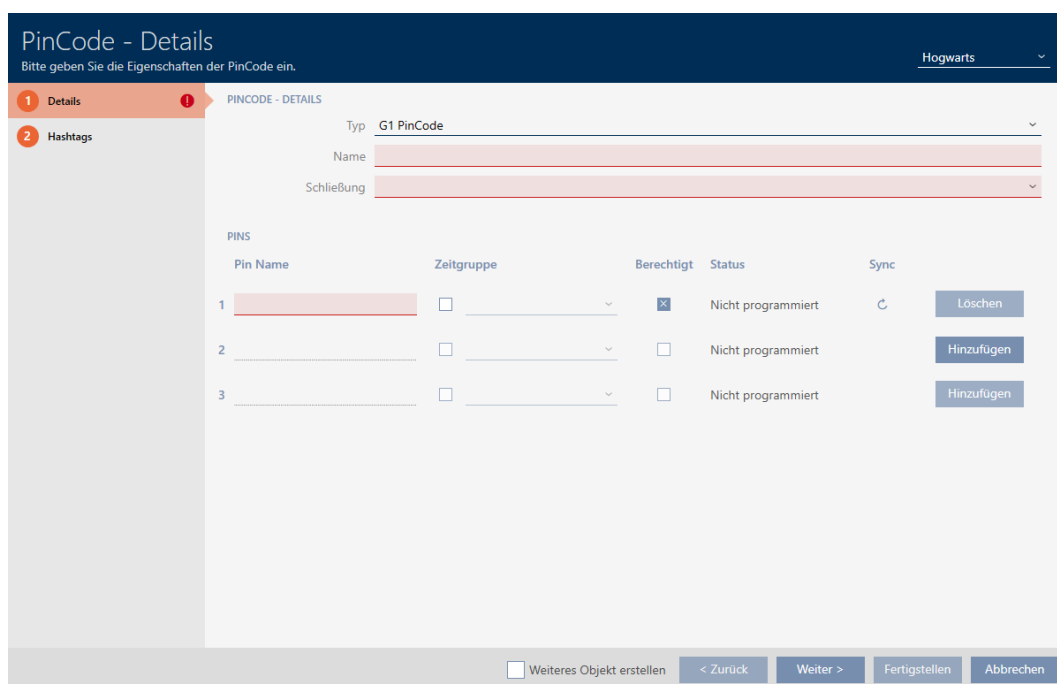 PinCode - Details
Bitte geben Sie die Eigenschaften der PinCode ein.
Hogwarts
1 Details !
2 Hashtags
PINCODE - DETAILS
Typ G1 PinCode
Name
Schließung
PINS
Pin Name Zeitgruppe Berechtigt Status Sync
1 Nicht programmiert Löschen
2 Nicht programmiert Hinzufügen
3 Nicht programmiert Hinzufügen
Weiteres Objekt erstellen < Zurück Weiter > Fertigstellen Abbrechen